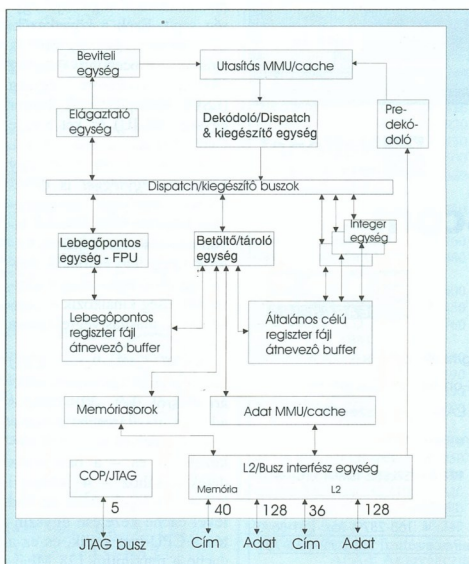 Beviteli
egység
Utasítás MMU/cache
Elágaztató
egység
Dekódoló/Dispatch
& kiegészítő egység
Pre-
dekó-
doló
Dispatch/kiegészítő buszok
Lebegőpontos
egység - FPU
Betöltő/tároló
egység
Integer
egység
Lebegôpontos
regiszter fájl
átnevező buffer
Általános célú
regiszter fájl
átnevező buffer
Memóriasorok
Adat MMU/cache
COP/JTAG
L2/Busz interfész egység
Memória L2
5 40 128 36 128
JTAG busz Cím Adat Cím Adat